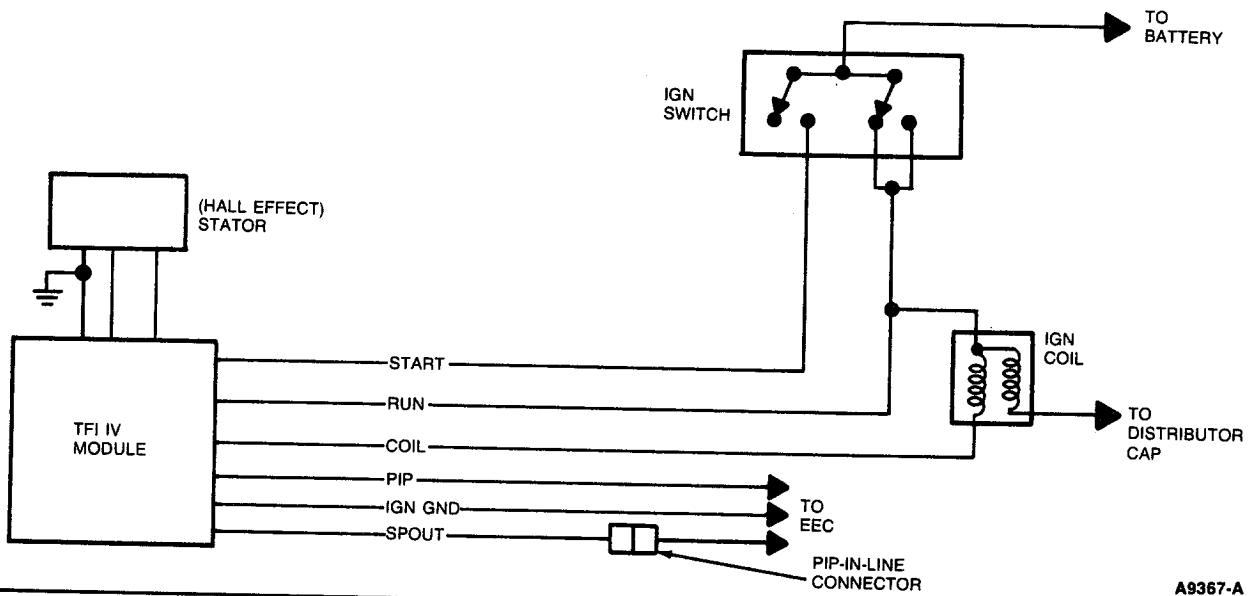 TO
BATTERY
IGN
SWITCH
(HALL EFFECT)
STATOR
START
RUN
COIL
PIP
IGN GND
SPOUT
TFI IV
MODULE
IGN
COIL
TO
DISTRIBUTOR
CAP
TO
EEC
PIP-IN-LINE
CONNECTOR
A9367-A